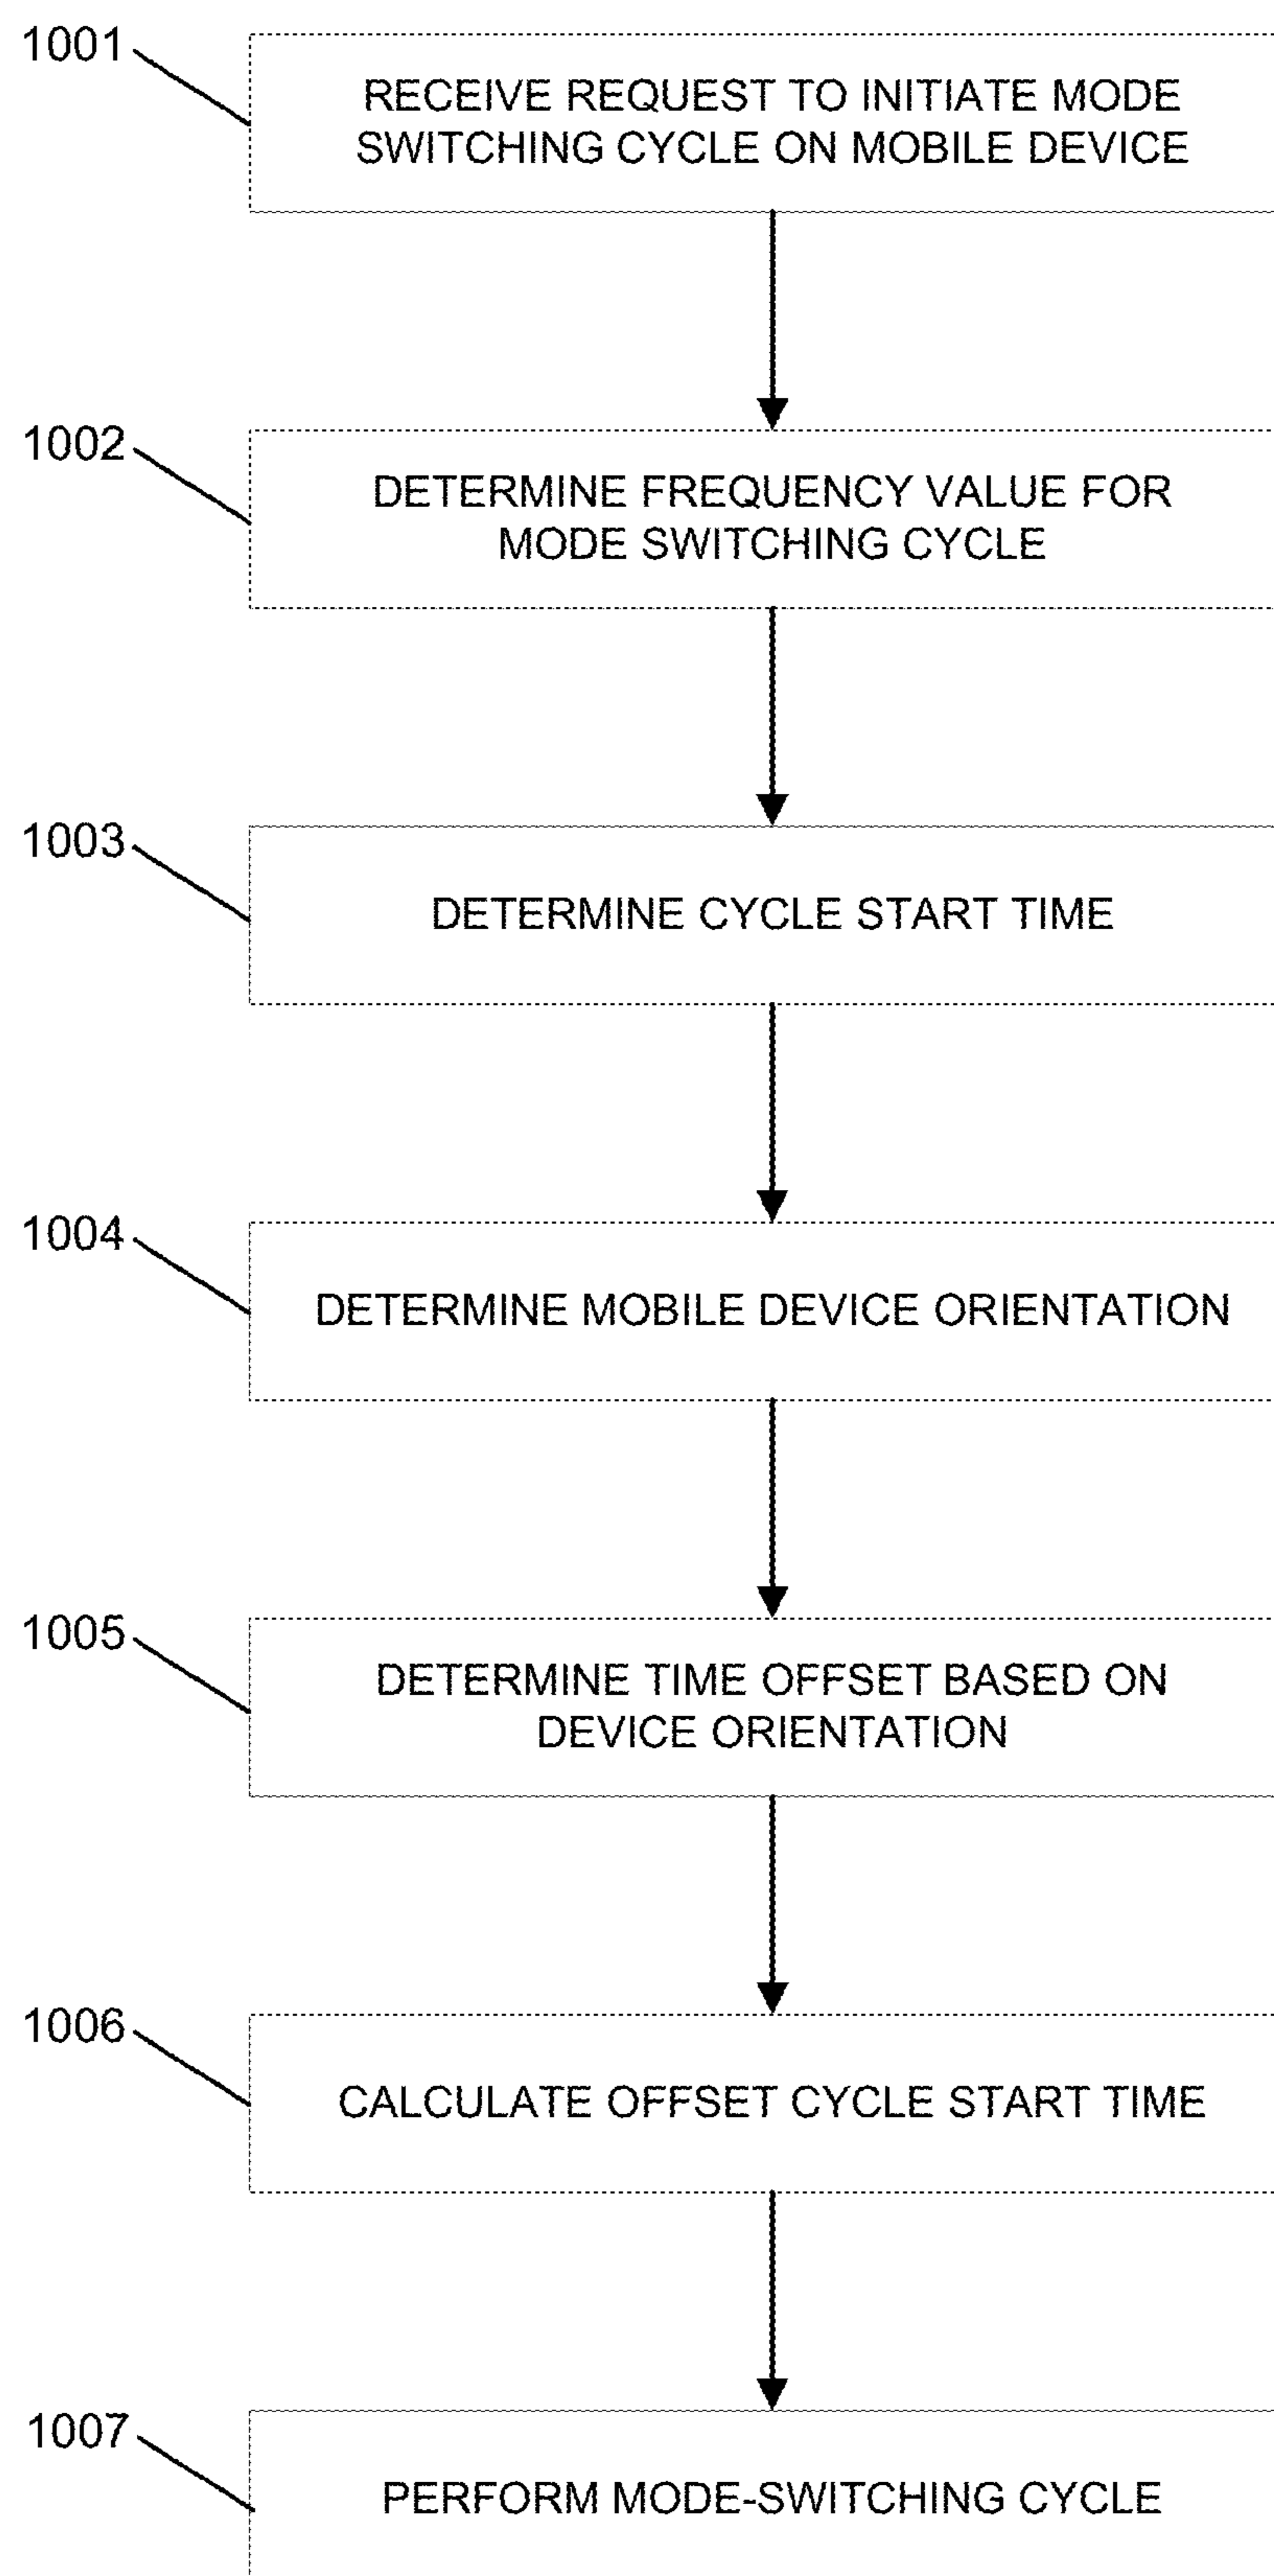 1001
RECEIVE REQUEST TO INITIATE MODE
SWITCHING CYCLE ON MOBILE DEVICE
1002
DETERMINE FREQUENCY VALUE FOR
MODE SWITCHING CYCLE
1003
DETERMINE CYCLE START TIME
1004
DETERMINE MOBILE DEVICE ORIENTATION
1005
DETERMINE TIME OFFSET BASED ON
DEVICE ORIENTATION
1006
CALCULATE OFFSET CYCLE START TIME
1007
PERFORM MODE-SWITCHING CYCLE